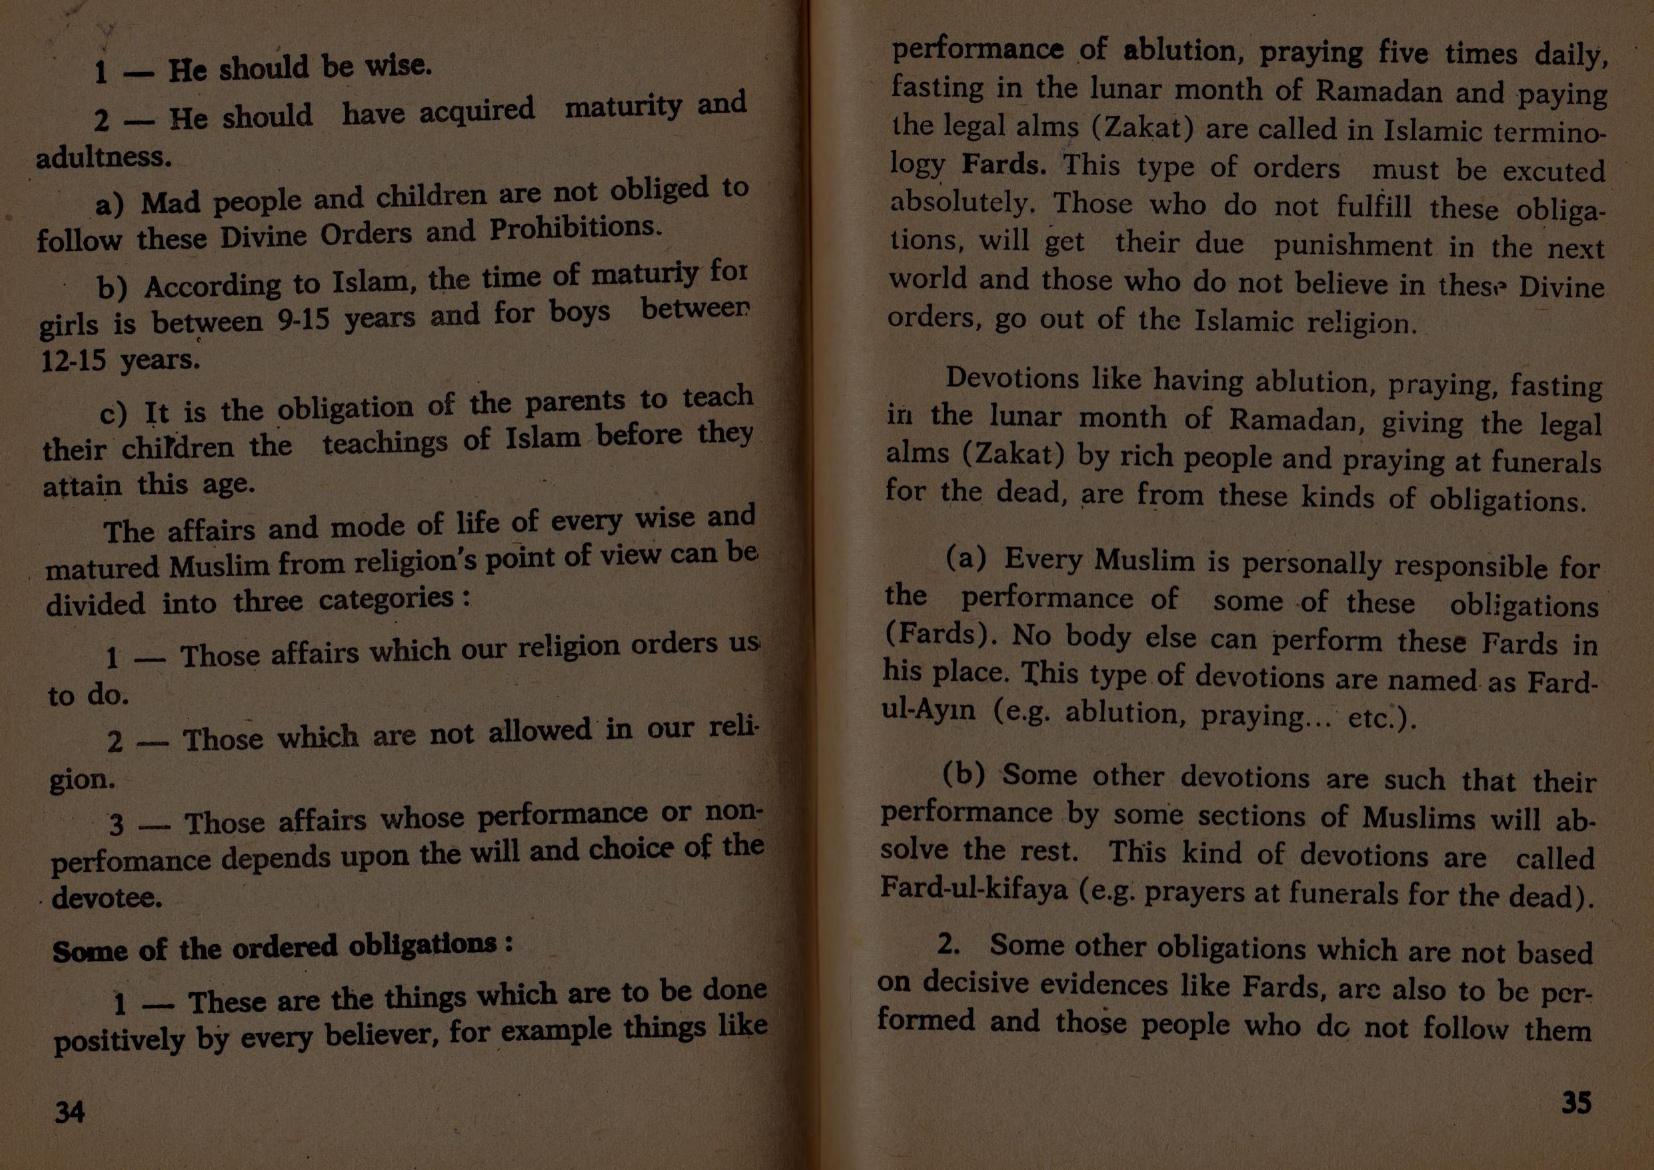 1 — He should be wise.
2 — He should have acquired maturity and
adultness.
a) Mad people and children are not obliged to
follow these Divine Orders and Prohibitions.
b) According to Islam, the time of maturiy for
girls is between 9-15 years and for boys between
12-15 years.
c) It is the obligation of the parents to teach
their children the teachings of Islam before they
attain this age.
The affairs and mode of life of every wise and
matured Muslim from religion's point of view can be
divided into three categories :
1 — Those affairs which our religion orders us
to do.
2 — Those which are not allowed in our reli-
gion.
3 — Those affairs whose performance or non-
perfomance depends upon the will and choice of the
devotee.
Some of the ordered obligations :
1 — These are the things which are to be done
positively by every believer, for example things like
34
performance of ablution, praying five times daily,
fasting in the lunar month of Ramadan and paying
the legal alms (Zakat) are called in Islamic termino-
logy Fards. This type of orders must be excuted
absolutely. Those who do not fulfill these obliga-
tions, will get their due punishment in the next
world and those who do not believe in these Divine
orders, go out of the Islamic religion.
Devotions like having ablution, praying, fasting
in the lunar month of Ramadan, giving the legal
alms (Zakat) by rich people and praying at funerals
for the dead, are from these kinds of obligations.
(a) Every Muslim is personally responsible for
the performance of some of these obligations
(Fards). No body else can perform these Fards in
his place. This type of devotions are named as Fard-
ul-Ayın (e.g. ablution, praying... etc.).
(b) Some other devotions are such that their
performance by some sections of Muslims will ab-
solve the rest. This kind of devotions are called
Fard-ul-kifaya (e.g. prayers at funerals for the dead).
2. Some other obligations which are not based
on decisive evidences like Fards, are also to be per-
formed and those people who do not follow them
35